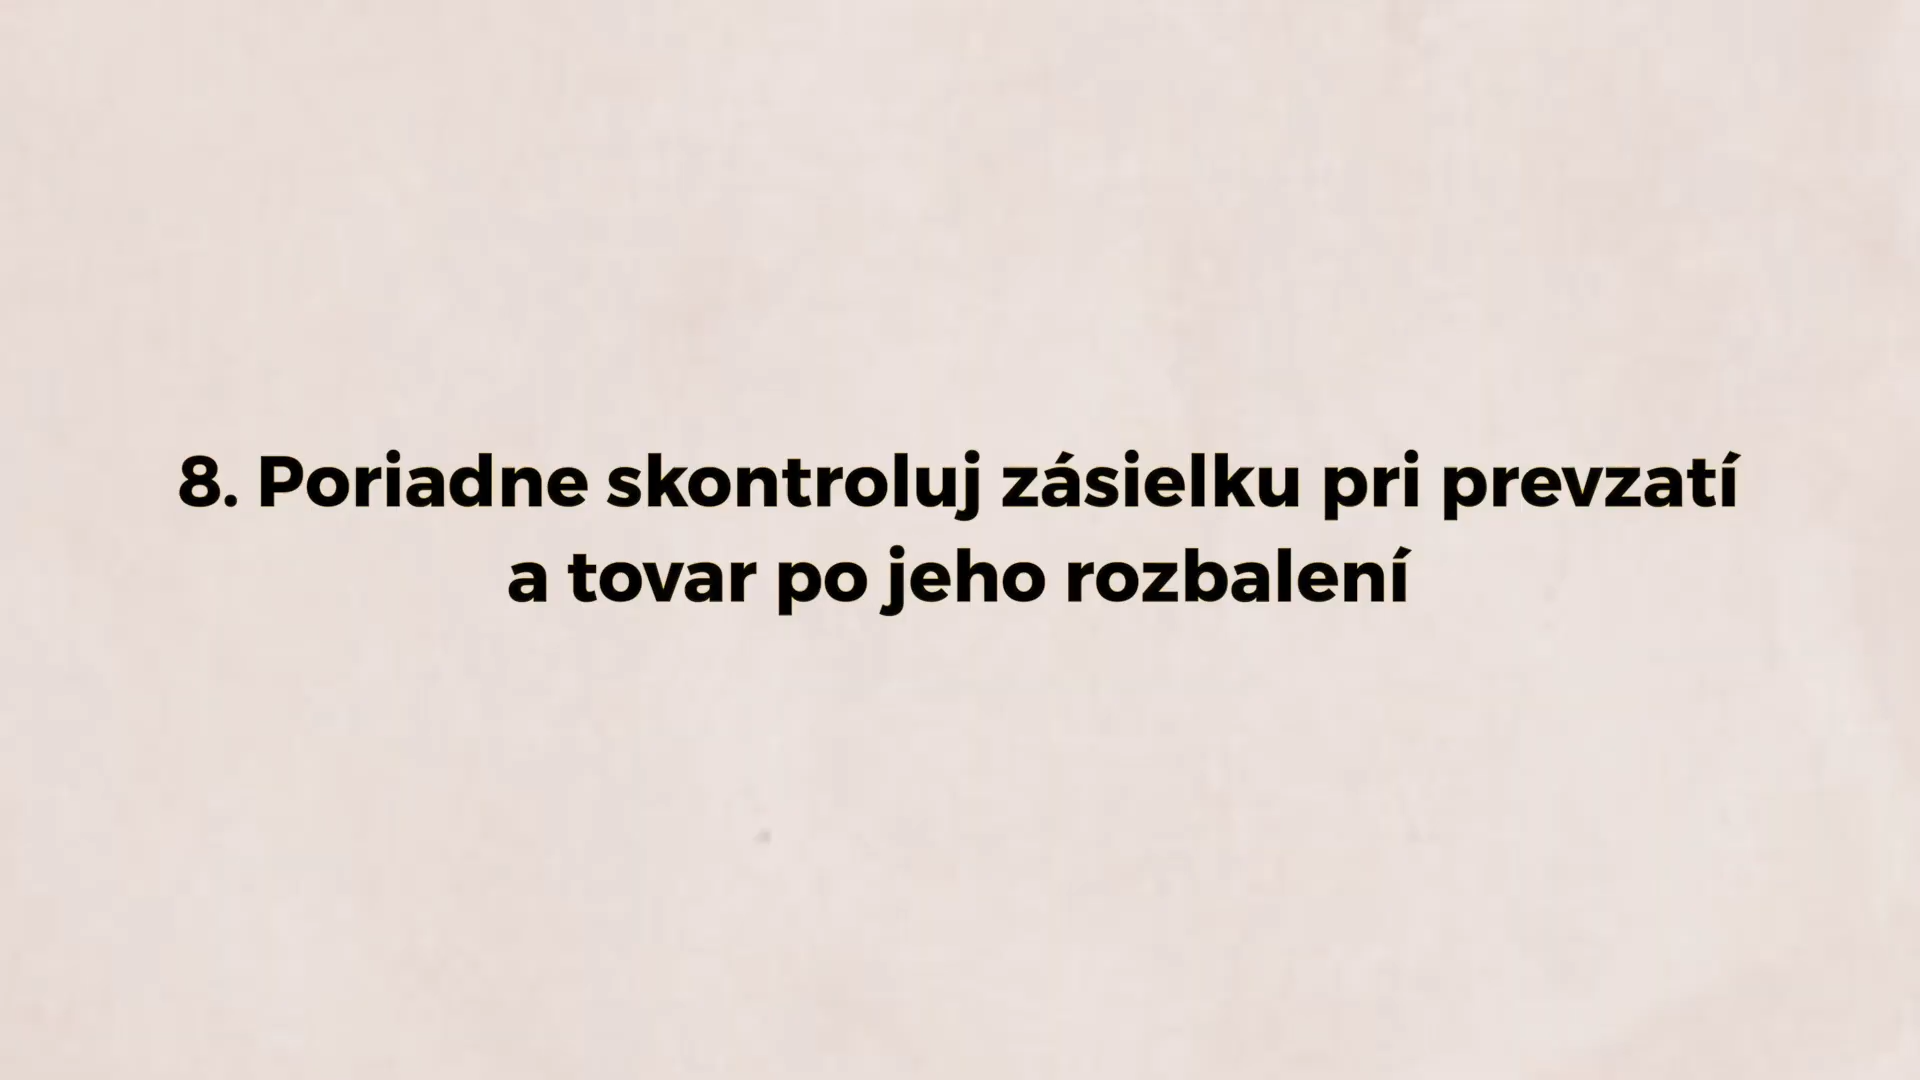 8. Poriadne skontroluj zásielku pri prevzatí
a tovar po jeho rozbalení